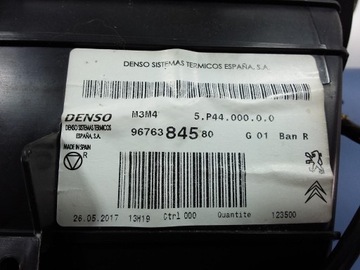 DENSO SISTEMAS TERMICOS ESPAÑA, S.A.
DENSO
DENSO SISTEMAS TERMICOS
ESPAÑA, S.A.
MADE IN SPAIN
R
M3M4 5.P44.000.0.0
96763 845 80 G 01 Ban R
26.05.2017 13H19 Ctrl 000 Quantite 123500